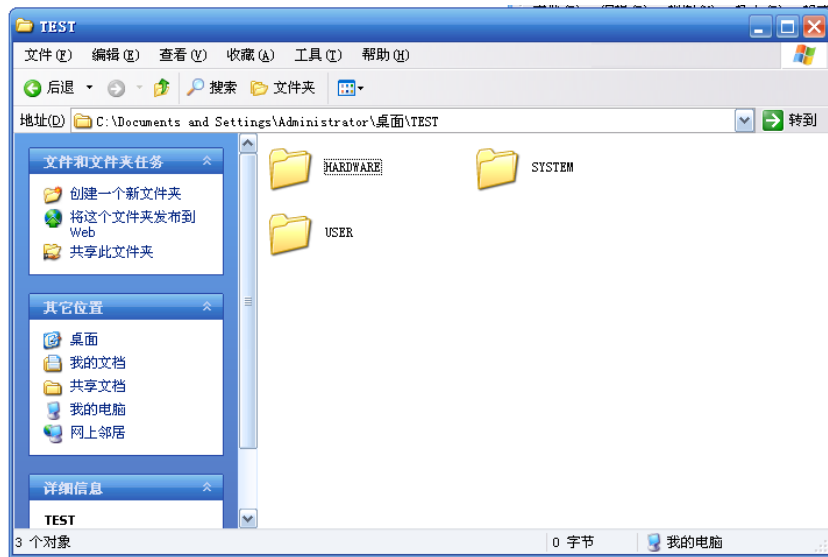 TEST
文件(F) 编辑(E) 查看(V) 收藏(A) 工具(T) 帮助(H)
后退 搜索 文件夹
地址(D) C:\Documents and Settings\Administrator\桌面\TEST 转到
文件和文件夹任务
创建一个新文件夹
将这个文件夹发布到
Web
共享此文件夹
其它位置
桌面
我的文档
共享文档
我的电脑
网上邻居
详细信息
TEST
HARDWARE SYSTEM
USER
3 个对象 0 字节 我的电脑